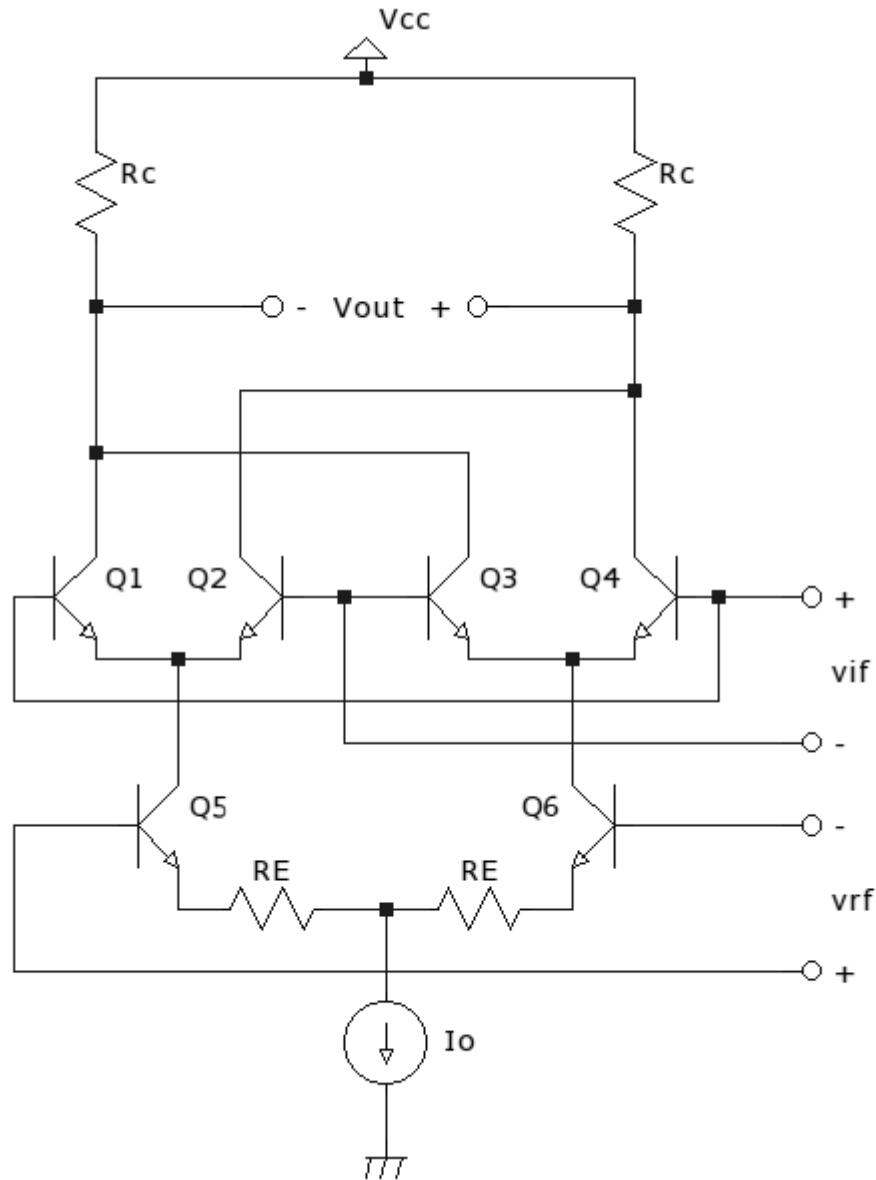 Vcc
Rc Rc
- Vout +
Q1 Q2 Q3 Q4
+
vif
-
Q5 Q6
-
RE RE
vrf
+
Io